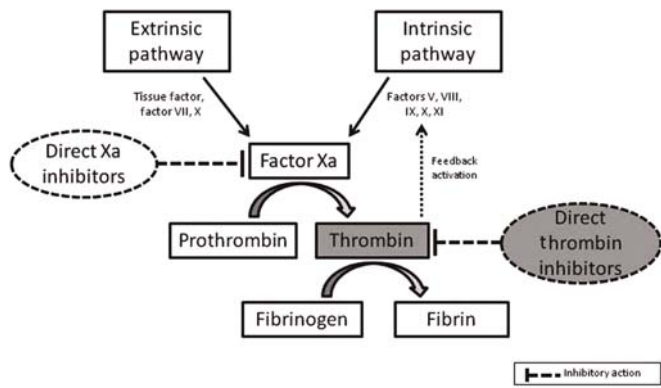 Extrinsic
pathway
Intrinsic
pathway
Tissue factor,
factor VII, X
Factors V, VIII,
IX, X, XI
Direct Xa
inhibitors
Factor Xa
Feedback
activation
Prothrombin
Thrombin
Direct
thrombin
inhibitors
Fibrinogen
Fibrin
Inhibitory action